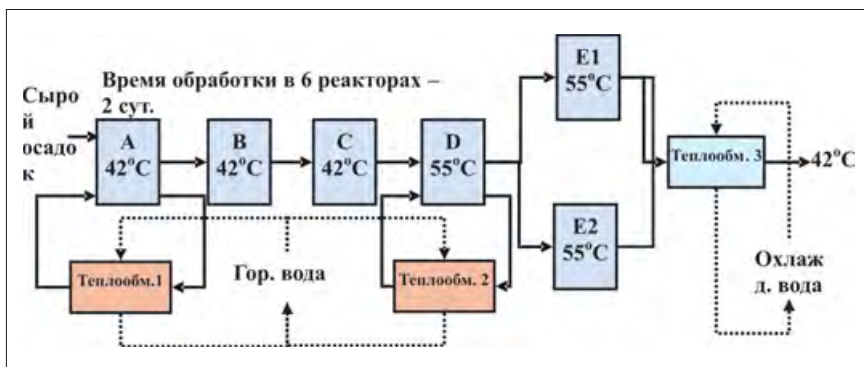 Время обработки в 6 реакторах –
2 сут.
Сыро
й
осадо
к
A
42°C
B
42°C
C
42°C
D
55°C
E1
55°C
E2
55°C
Теплообм. 3
42°C
Теплообм.1
Гор. вода
Теплообм. 2
Охлаж
д. вода